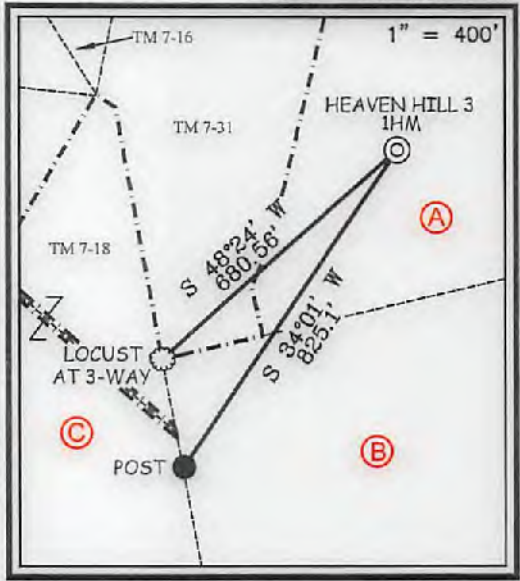 1" = 400'
TM 7-16
HEAVEN HILL 3
1HM
TM 7-31
A
S 48°24' W
680.56'
TM 7-18
S 34°01' W
825.1'
LOCUST
AT 3-WAY
C
B
POST